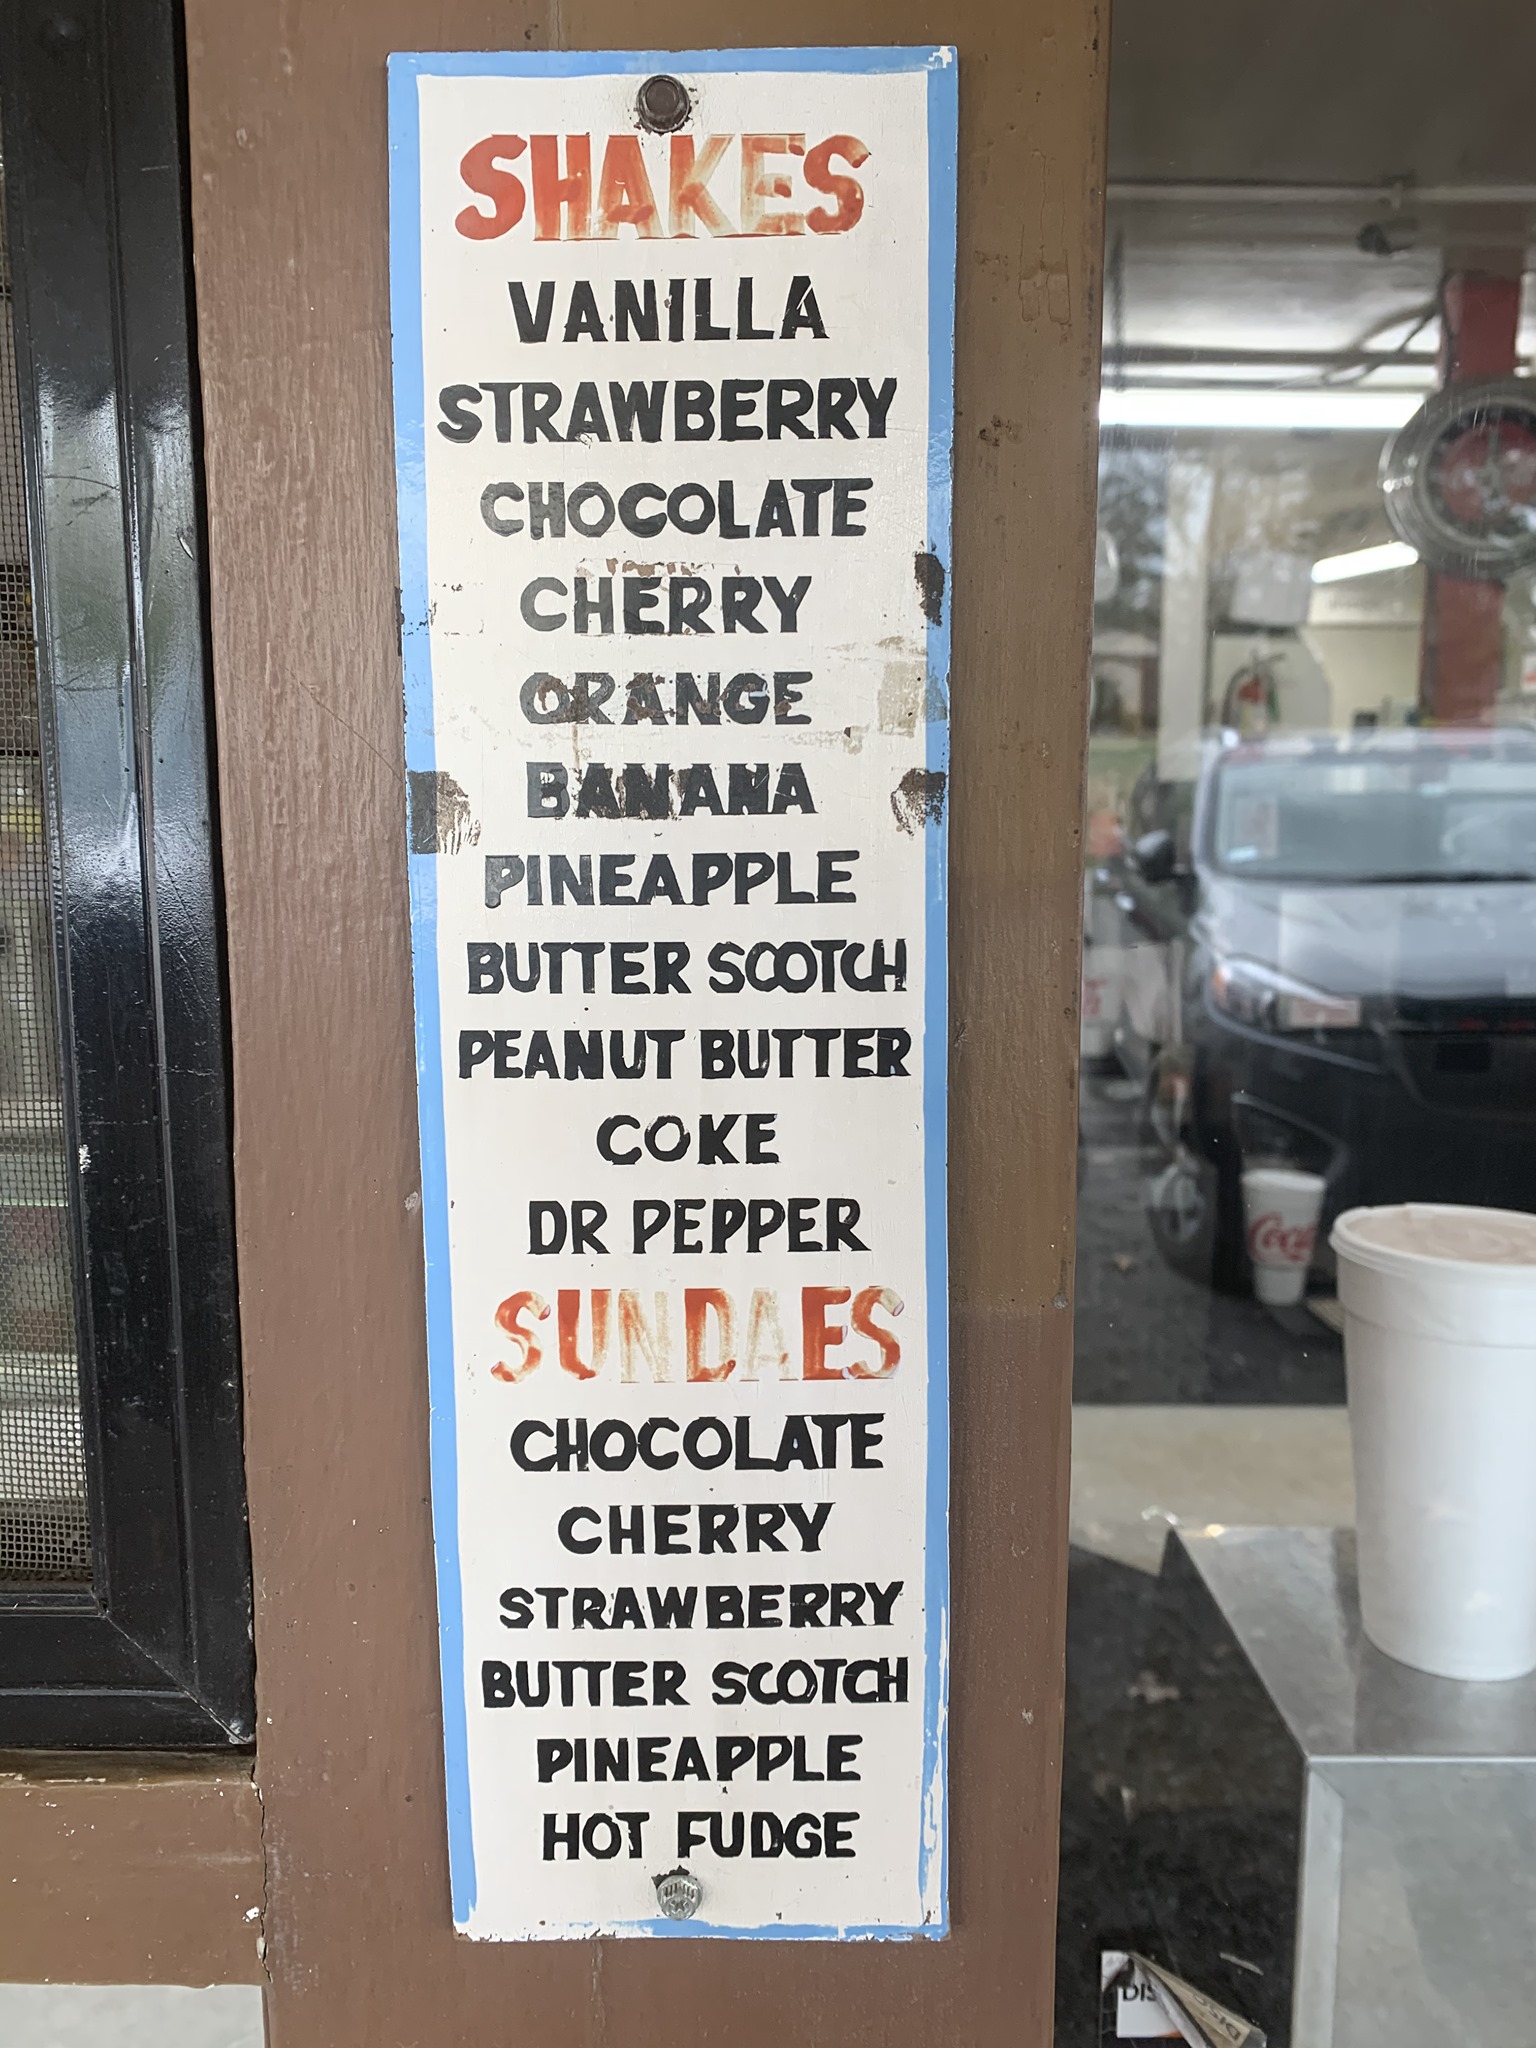 SHAKES
VANILLA
STRAWBERRY
CHOCOLATE
CHERRY
ORANGE
BANANA
PINEAPPLE
BUTTER SCOTCH
PEANUT BUTTER
COKE
DR PEPPER
SUNDAES
CHOCOLATE
CHERRY
STRAWBERRY
BUTTER SCOTCH
PINEAPPLE
HOT FUDGE
Coca